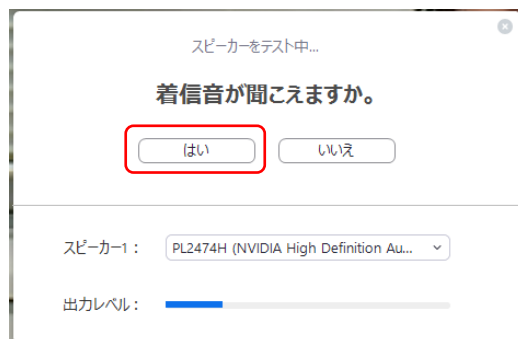 スピーカーをテスト中...
着信音が聞こえますか。
はい
いいえ
スピーカー1：
PL2474H (NVIDIA High Definition Au...
出力レベル：